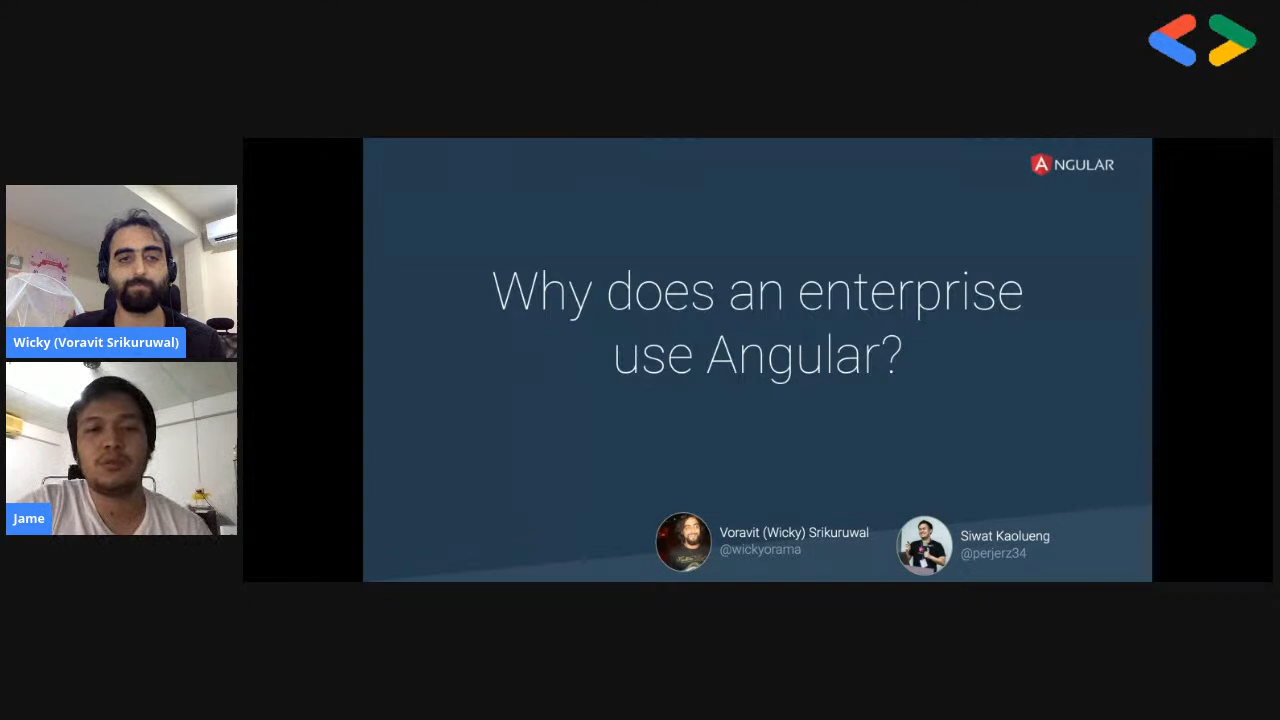 ANGULAR
Why does an enterprise
use Angular?
Wicky (Voravit Srikuruwal)
Jame
Voravit (Wicky) Srikuruwal
@wickyorama
Siwat Kaolueng
@perjerz34